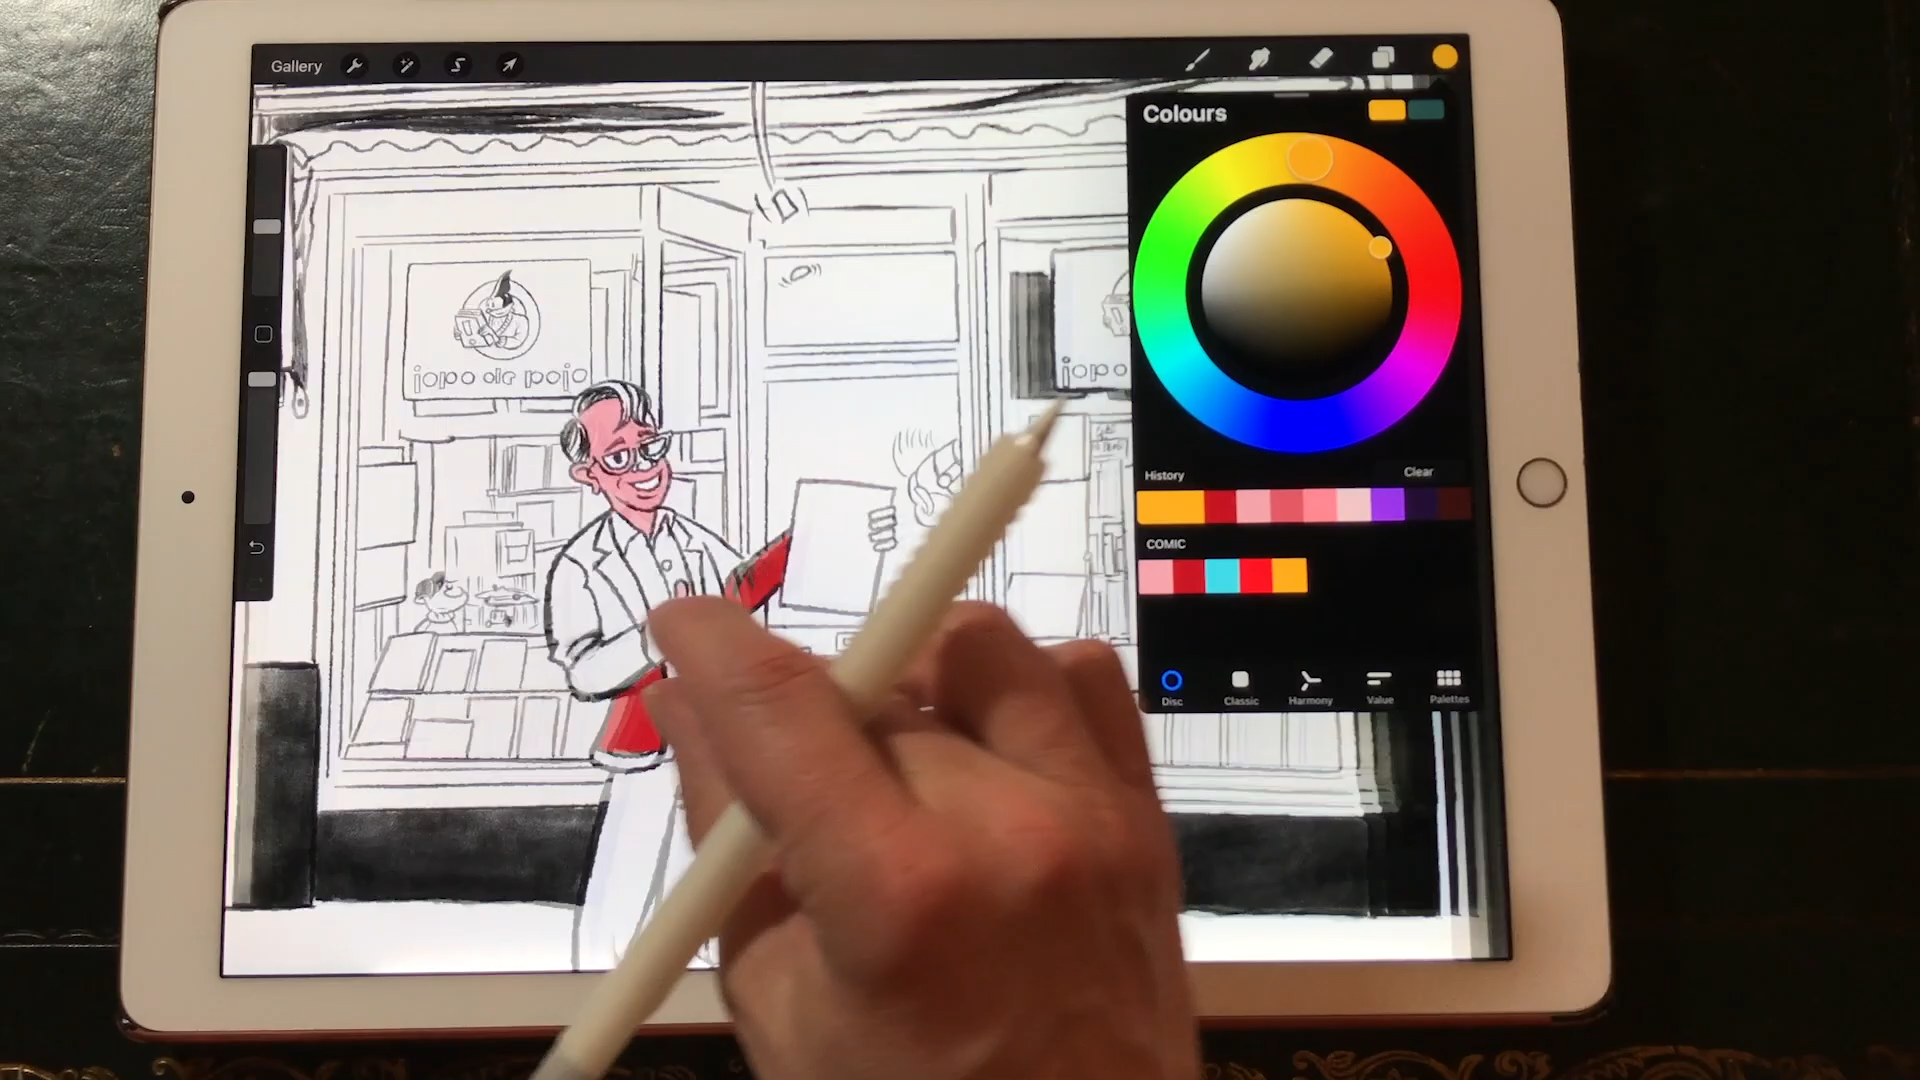 Gallery
Colours
jopo de pojo
jopo
History
Clear
COMIC
Disc
Classic
Harmony
Value
Palettes